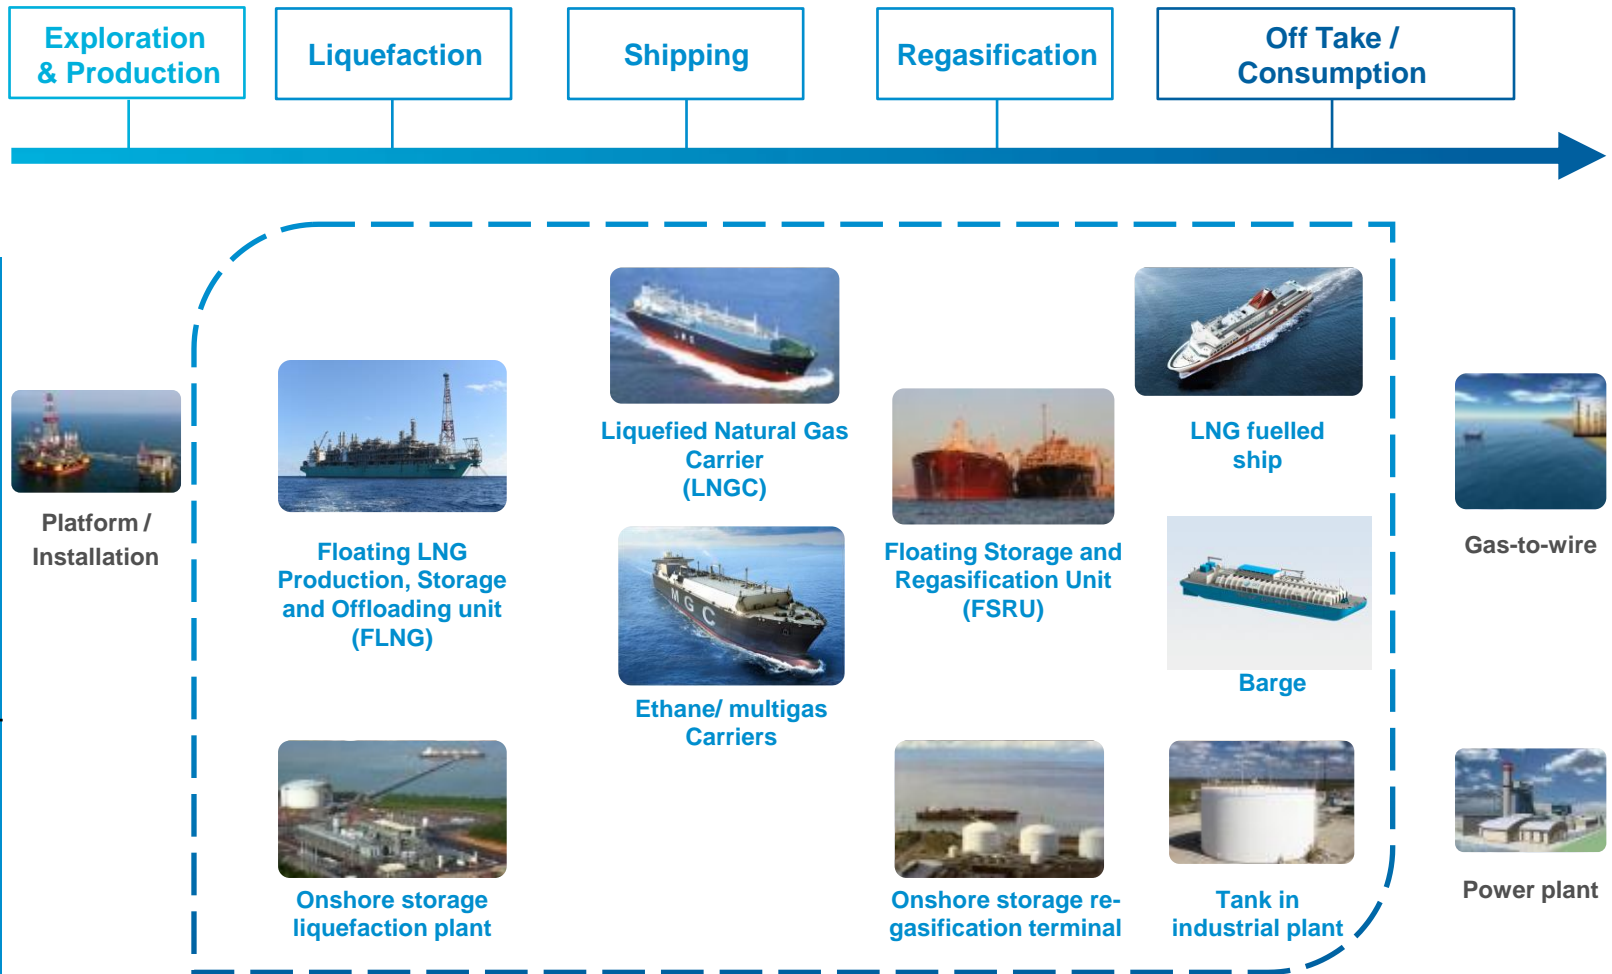 Exploration
& Production
Liquefaction
Shipping
Regasification
Off Take /
Consumption
Platform /
Installation
Floating LNG
Production, Storage
and Offloading unit
(FLNG)
Onshore storage
liquefaction plant
Liquefied Natural Gas
Carrier
(LNGC)
MGC
Ethane/ multigas
Carriers
Floating Storage and
Regasification Unit
(FSRU)
Onshore storage re-
gasification terminal
LNG fuelled
ship
Barge
Tank in
industrial plant
Gas-to-wire
Power plant